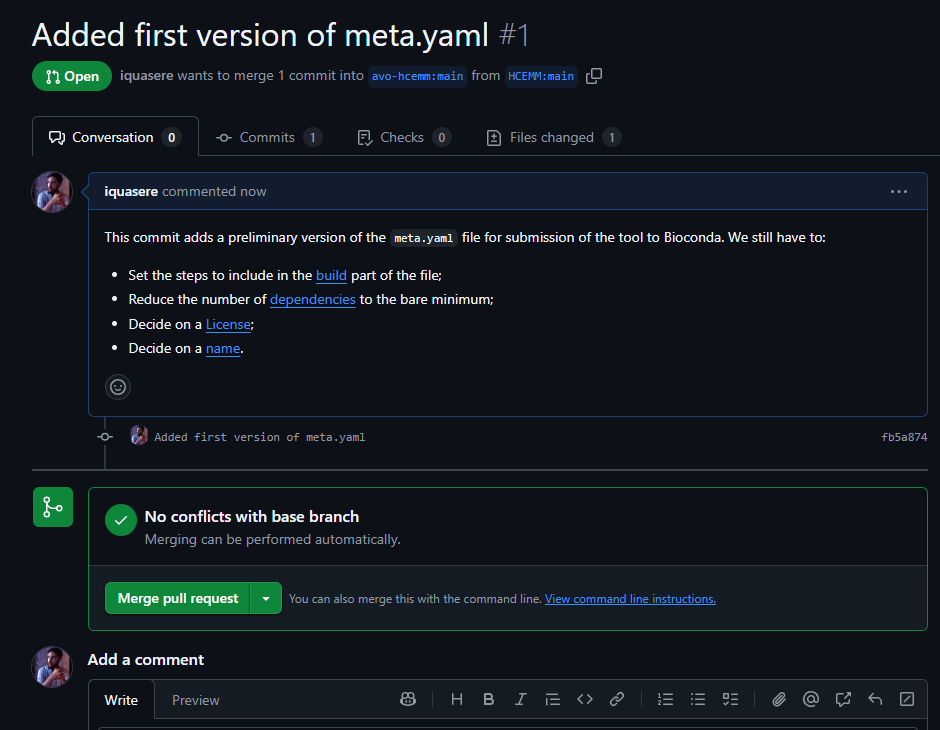 Added first version of meta.yaml #1
Open iquasere wants to merge 1 commit into avo-hcemm:main from HCEMM:main
Conversation 0 Commits 1 Checks 0 Files changed 1
iquasere commented now
This commit adds a preliminary version of the meta.yaml file for submission of the tool to Bioconda. We still have to:
• Set the steps to include in the build part of the file;
• Reduce the number of dependencies to the bare minimum;
• Decide on a License;
• Decide on a name.
Added first version of meta.yaml fb5a874
No conflicts with base branch
Merging can be performed automatically.
Merge pull request You can also merge this with the command line. View command line instructions.
Add a comment
Write Preview